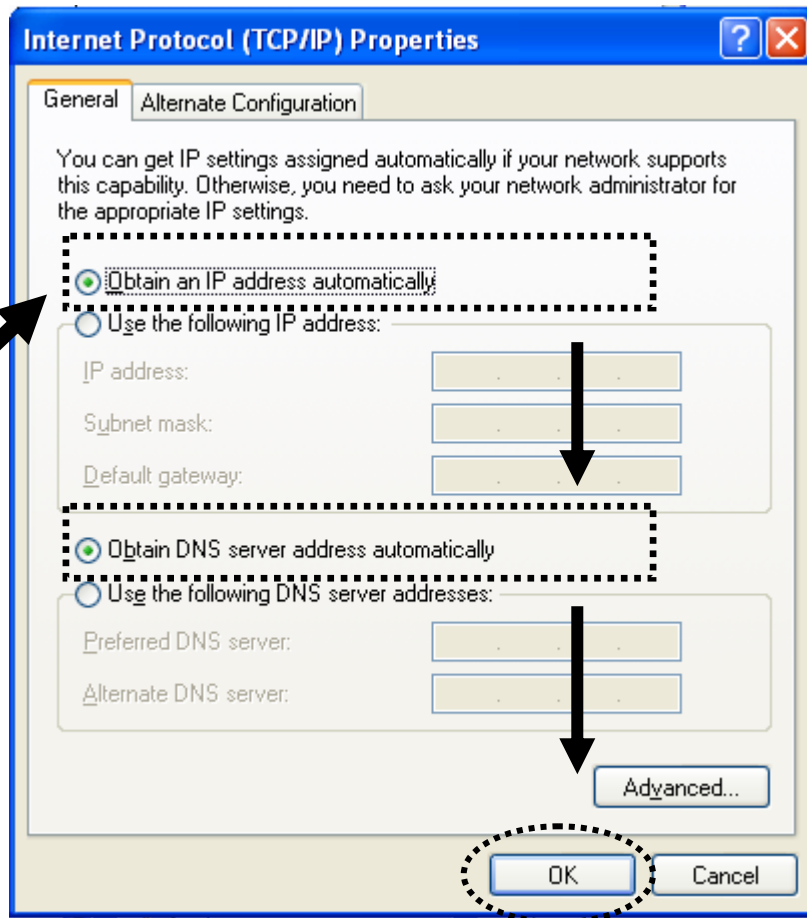 Internet Protocol (TCP/IP) Properties
General
Alternate Configuration
You can get IP settings assigned automatically if your network supports
this capability. Otherwise, you need to ask your network administrator for
the appropriate IP settings.
Obtain an IP address automatically
Use the following IP address:
IP address:
Subnet mask:
Default gateway:
Obtain DNS server address automatically
Use the following DNS server addresses:
Preferred DNS server:
Alternate DNS server:
Advanced...
OK
Cancel